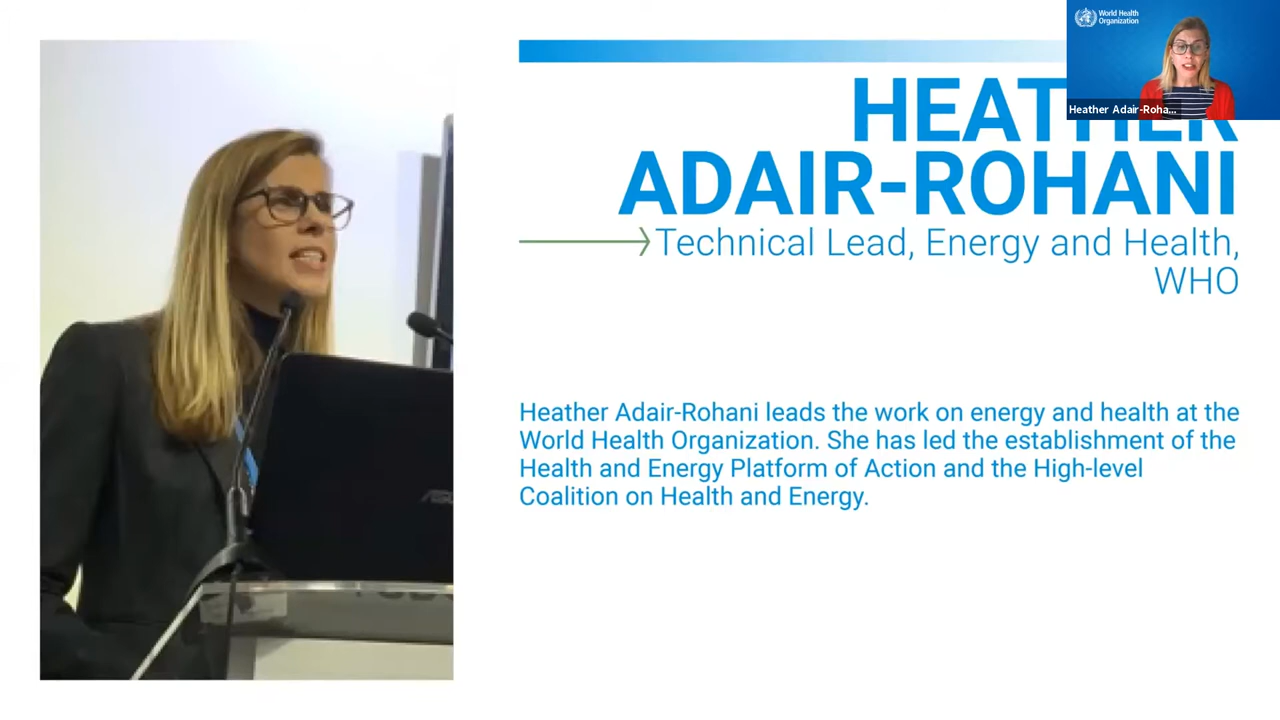 HEATHER
ADAIR-ROHANI
Technical Lead, Energy and Health,
WHO
Heather Adair-Rohani leads the work on energy and health at the
World Health Organization. She has led the establishment of the
Health and Energy Platform of Action and the High-level
Coalition on Health and Energy.
World Health
Organization
Heather Adair-Roha...